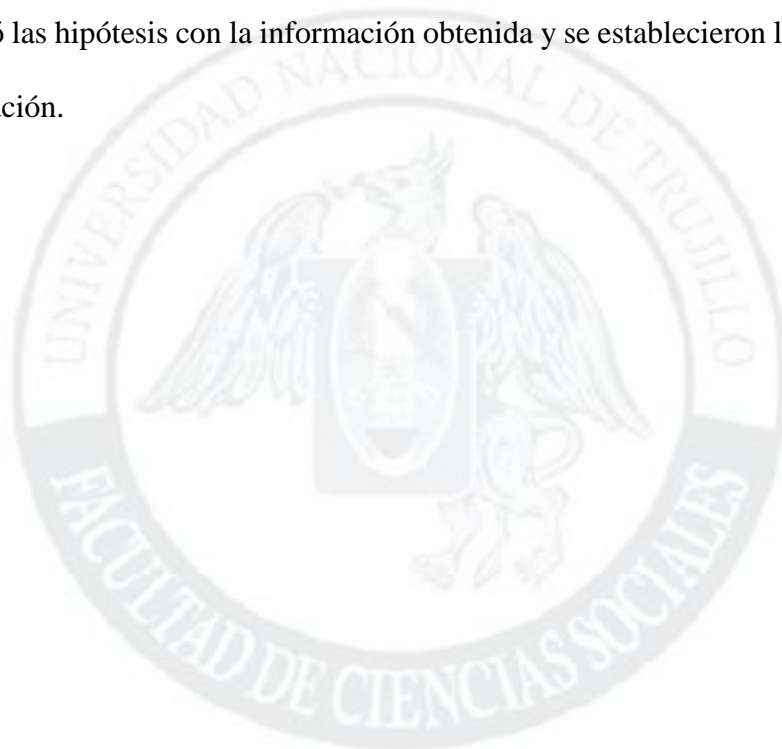 ó las hipótesis con la información obtenida y se establecieron l
ación.
UNIVERSIDAD NACIONAL DE TRUJILLO
FACULTAD DE CIENCIAS SOCIALES